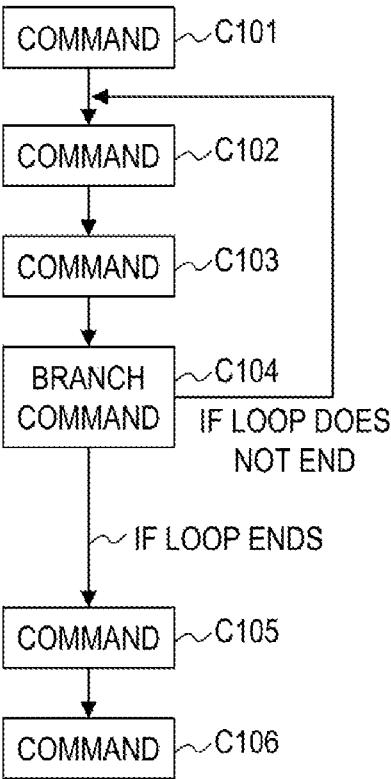 COMMAND C101
COMMAND C102
COMMAND C103
BRANCH
COMMAND
C104
IF LOOP DOES
NOT END
IF LOOP ENDS
COMMAND C105
COMMAND C106